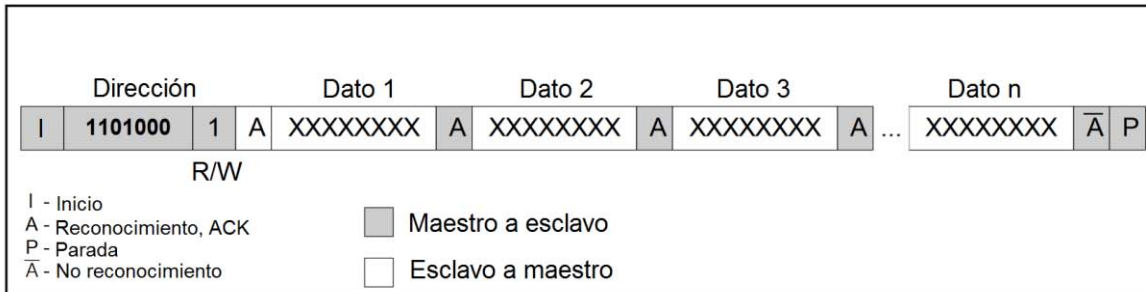 Dirección Dato 1 Dato 2 Dato 3 Dato n
I 1101000 1 A XXXXXXXX A XXXXXXXX A XXXXXXXX A ... XXXXXXXX A̅ P
R/W
I - Inicio
A - Reconocimiento, ACK
P - Parada
A̅ - No reconocimiento
Maestro a esclavo
Esclavo a maestro